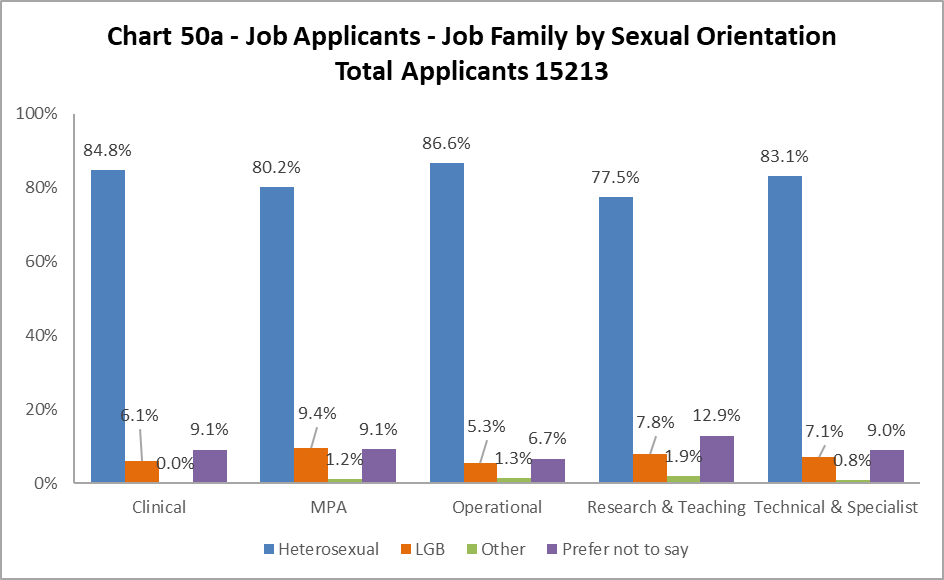 Chart 50a - Job Applicants - Job Family by Sexual Orientation
Total Applicants 15213
100%
80%
60%
40%
20%
0%
84.8%
6.1%
0.0%
9.1%
80.2%
9.4%
1.2%
9.1%
86.6%
5.3%
1.3%
6.7%
77.5%
7.8%
1.9%
12.9%
83.1%
7.1%
0.8%
9.0%
Clinical
MPA
Operational
Research & Teaching
Technical & Specialist
Heterosexual
LGB
Other
Prefer not to say